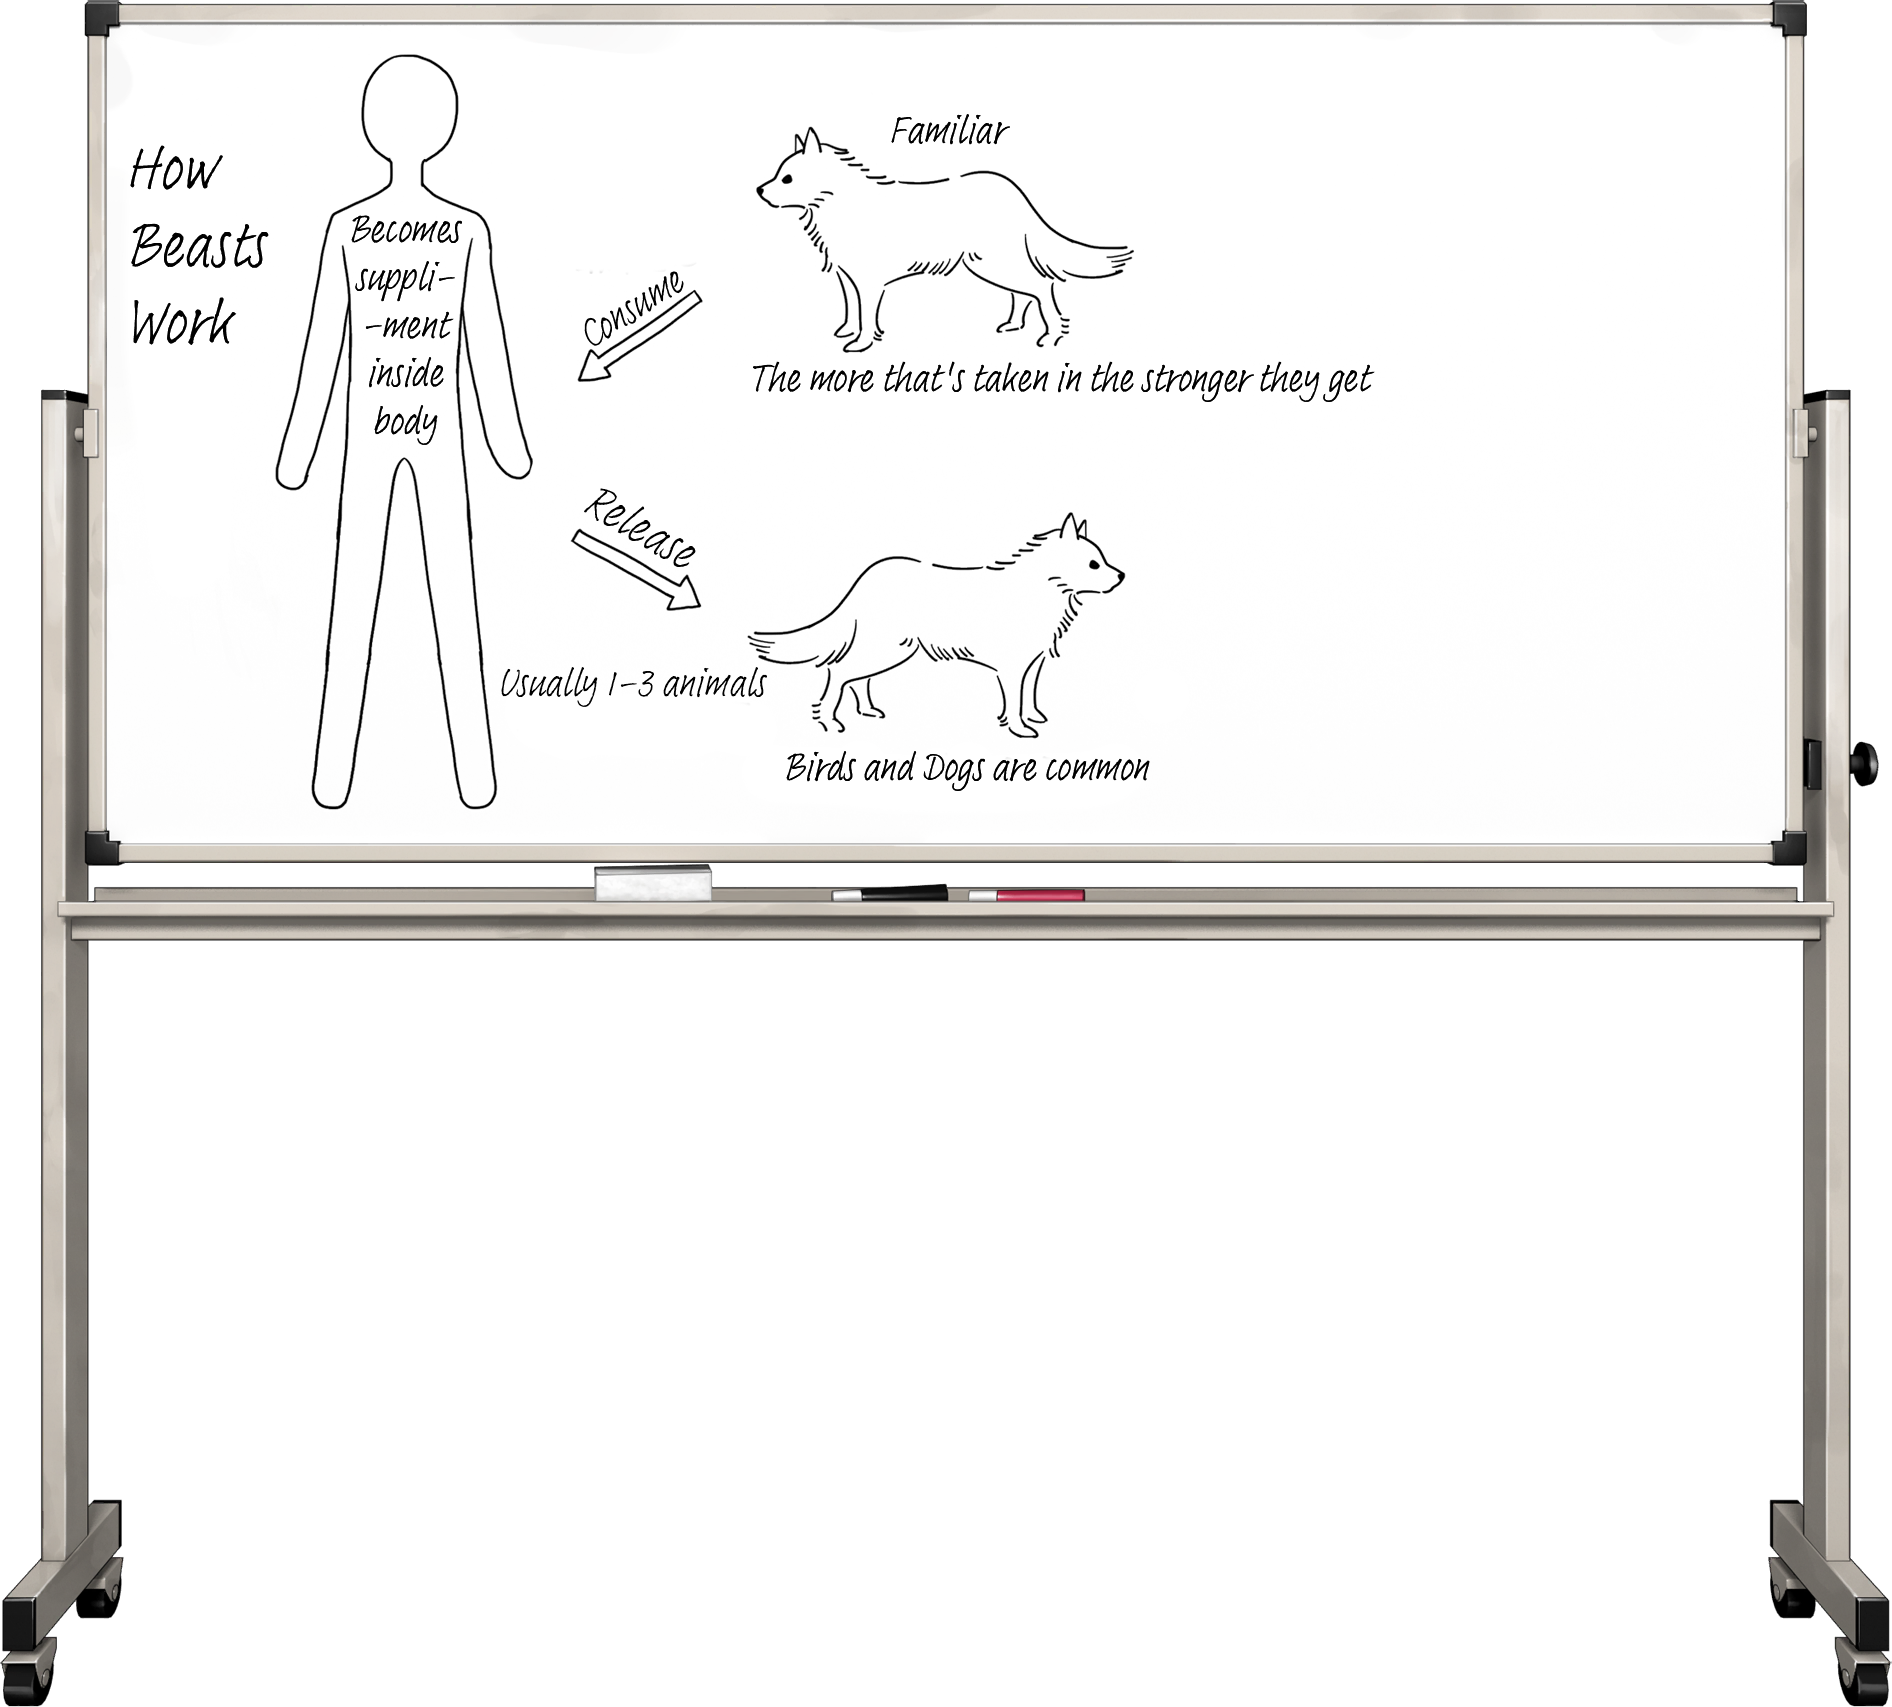 How
Beasts
Work
Becomes
suppli-
-ment
inside
body
Consume
Familiar
The more that's taken in the stronger they get
Release
Usually 1-3 animals
Birds and Dogs are common